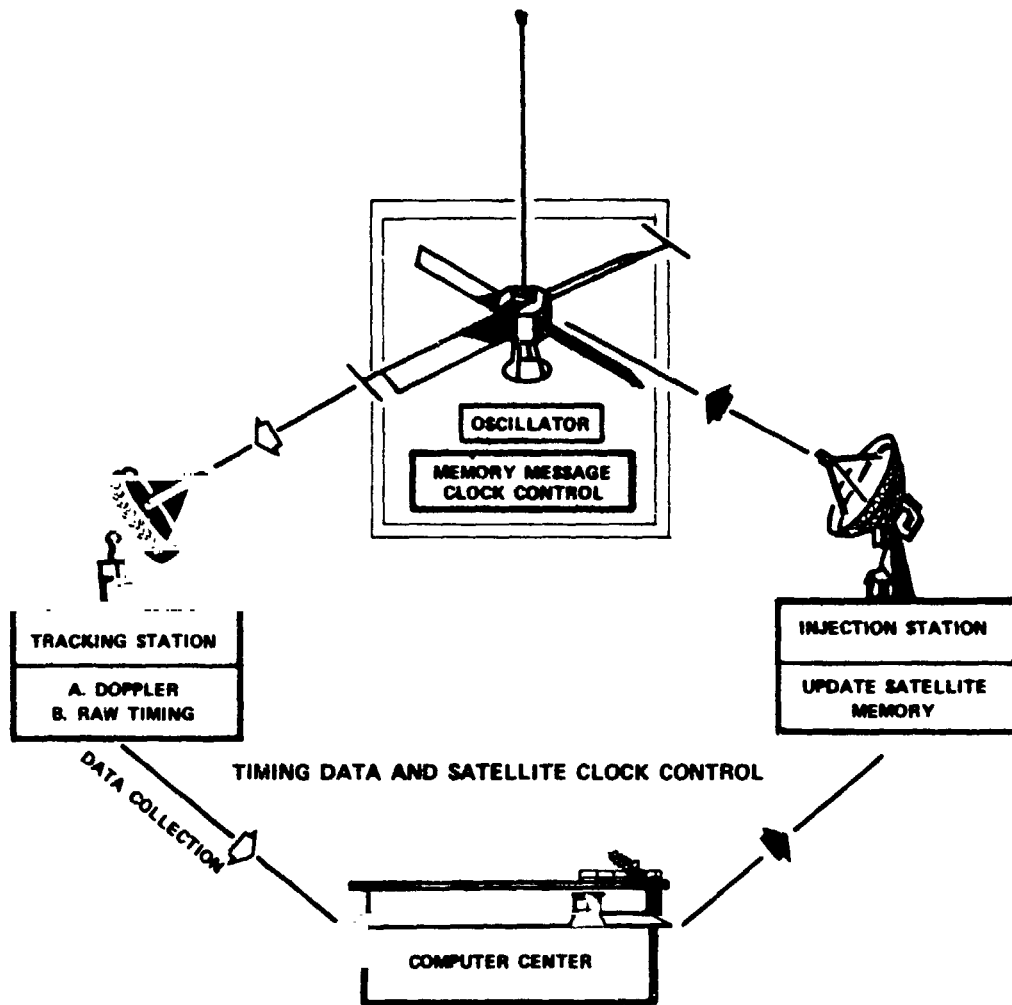 OSCILLATOR
MEMORY MESSAGE
CLOCK CONTROL
TRACKING STATION
A. DOPPLER
B. RAW TIMING
INJECTION STATION
UPDATE SATELLITE
MEMORY
DATA COLLECTION
TIMING DATA AND SATELLITE CLOCK CONTROL
COMPUTER CENTER